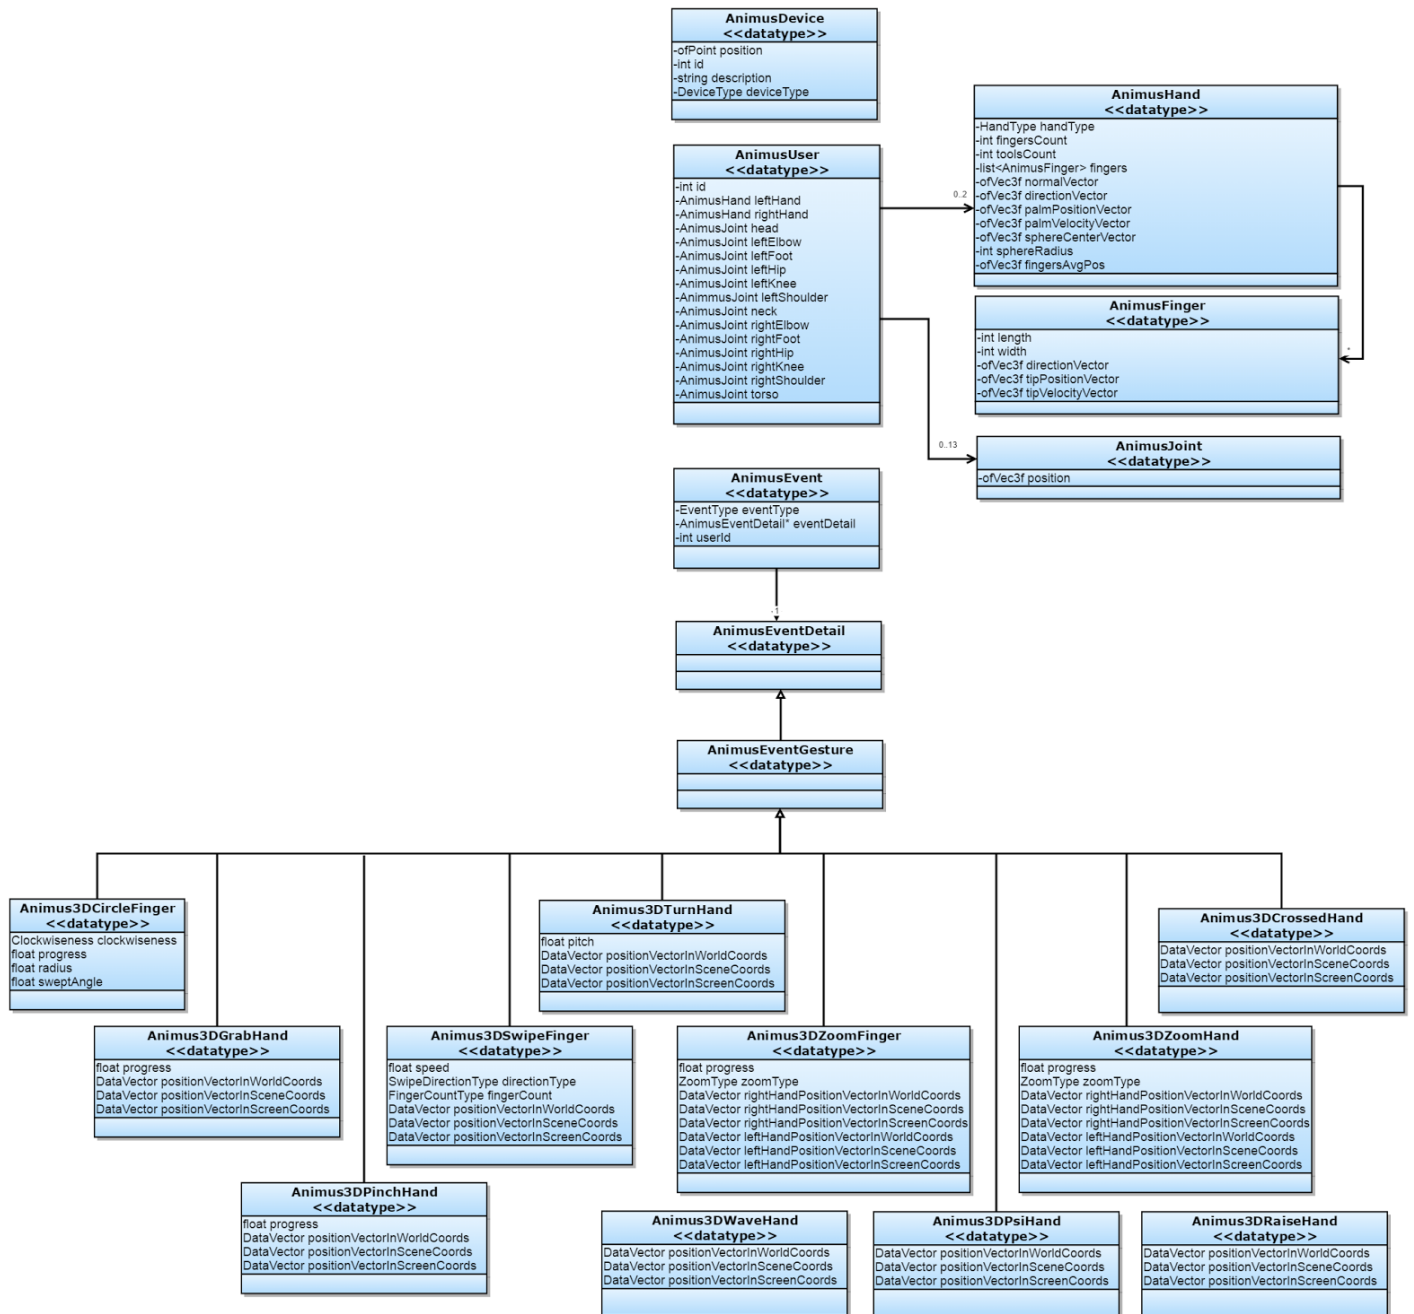 AnimusDevice
<<datatype>>
-ofPoint position
-int id
-string description
-DeviceType deviceType
AnimusHand
<<datatype>>
-HandType handType
-int fingersCount
-int toolsCount
-list<AnimusFinger> fingers
-ofVec3f normalVector
-ofVec3f directionVector
-ofVec3f palmPositionVector
-ofVec3f palmVelocityVector
-ofVec3f sphereCenterVector
-int sphereRadius
-ofVec3f fingersAvgPos
AnimusUser
<<datatype>>
-int id
-AnimusHand leftHand
-AnimusHand rightHand
-AnimusJoint head
-AnimusJoint leftElbow
-AnimusJoint leftFoot
-AnimusJoint leftHip
-AnimusJoint leftKnee
-AnimmusJoint leftShoulder
-AnimusJoint neck
-AnimusJoint rightElbow
-AnimusJoint rightFoot
-AnimusJoint rightHip
-AnimusJoint rightKnee
-AnimusJoint rightShoulder
-AnimusJoint torso
0..2
AnimusFinger
<<datatype>>
-int length
-int width
-ofVec3f directionVector
-ofVec3f tipPositionVector
-ofVec3f tipVelocityVector
0..13
AnimusJoint
<<datatype>>
-ofVec3f position
AnimusEvent
<<datatype>>
-EventType eventType
-AnimusEventDetail* eventDetail
-int userId
1
AnimusEventDetail
<<datatype>>
AnimusEventGesture
<<datatype>>
Animus3DCircleFinger
<<datatype>>
Clockwiseness clockwiseness
float progress
float radius
float sweptAngle
Animus3DTurnHand
<<datatype>>
float pitch
DataVector positionVectorInWorldCoords
DataVector positionVectorInSceneCoords
DataVector positionVectorInScreenCoords
Animus3DCrossedHand
<<datatype>>
DataVector positionVectorInWorldCoords
DataVector positionVectorInSceneCoords
DataVector positionVectorInScreenCoords
Animus3DGrabHand
<<datatype>>
float progress
DataVector positionVectorInWorldCoords
DataVector positionVectorInSceneCoords
DataVector positionVectorInScreenCoords
Animus3DSwipeFinger
<<datatype>>
float speed
SwipeDirectionType directionType
FingerCountType fingerCount
DataVector positionVectorInWorldCoords
DataVector positionVectorInSceneCoords
DataVector positionVectorInScreenCoords
Animus3DZoomFinger
<<datatype>>
float progress
ZoomType zoomType
DataVector rightHandPositionVectorInWorldCoords
DataVector rightHandPositionVectorInSceneCoords
DataVector rightHandPositionVectorInScreenCoords
DataVector leftHandPositionVectorInWorldCoords
DataVector leftHandPositionVectorInSceneCoords
DataVector leftHandPositionVectorInScreenCoords
Animus3DZoomHand
<<datatype>>
float progress
ZoomType zoomType
DataVector rightHandPositionVectorInWorldCoords
DataVector rightHandPositionVectorInSceneCoords
DataVector rightHandPositionVectorInScreenCoords
DataVector leftHandPositionVectorInWorldCoords
DataVector leftHandPositionVectorInSceneCoords
DataVector leftHandPositionVectorInScreenCoords
Animus3DPinchHand
<<datatype>>
float progress
DataVector positionVectorInWorldCoords
DataVector positionVectorInSceneCoords
DataVector positionVectorInScreenCoords
Animus3DWaveHand
<<datatype>>
DataVector positionVectorInWorldCoords
DataVector positionVectorInSceneCoords
DataVector positionVectorInScreenCoords
Animus3DPsiHand
<<datatype>>
DataVector positionVectorInWorldCoords
DataVector positionVectorInSceneCoords
DataVector positionVectorInScreenCoords
Animus3DRaiseHand
<<datatype>>
DataVector positionVectorInWorldCoords
DataVector positionVectorInSceneCoords
DataVector positionVectorInScreenCoords